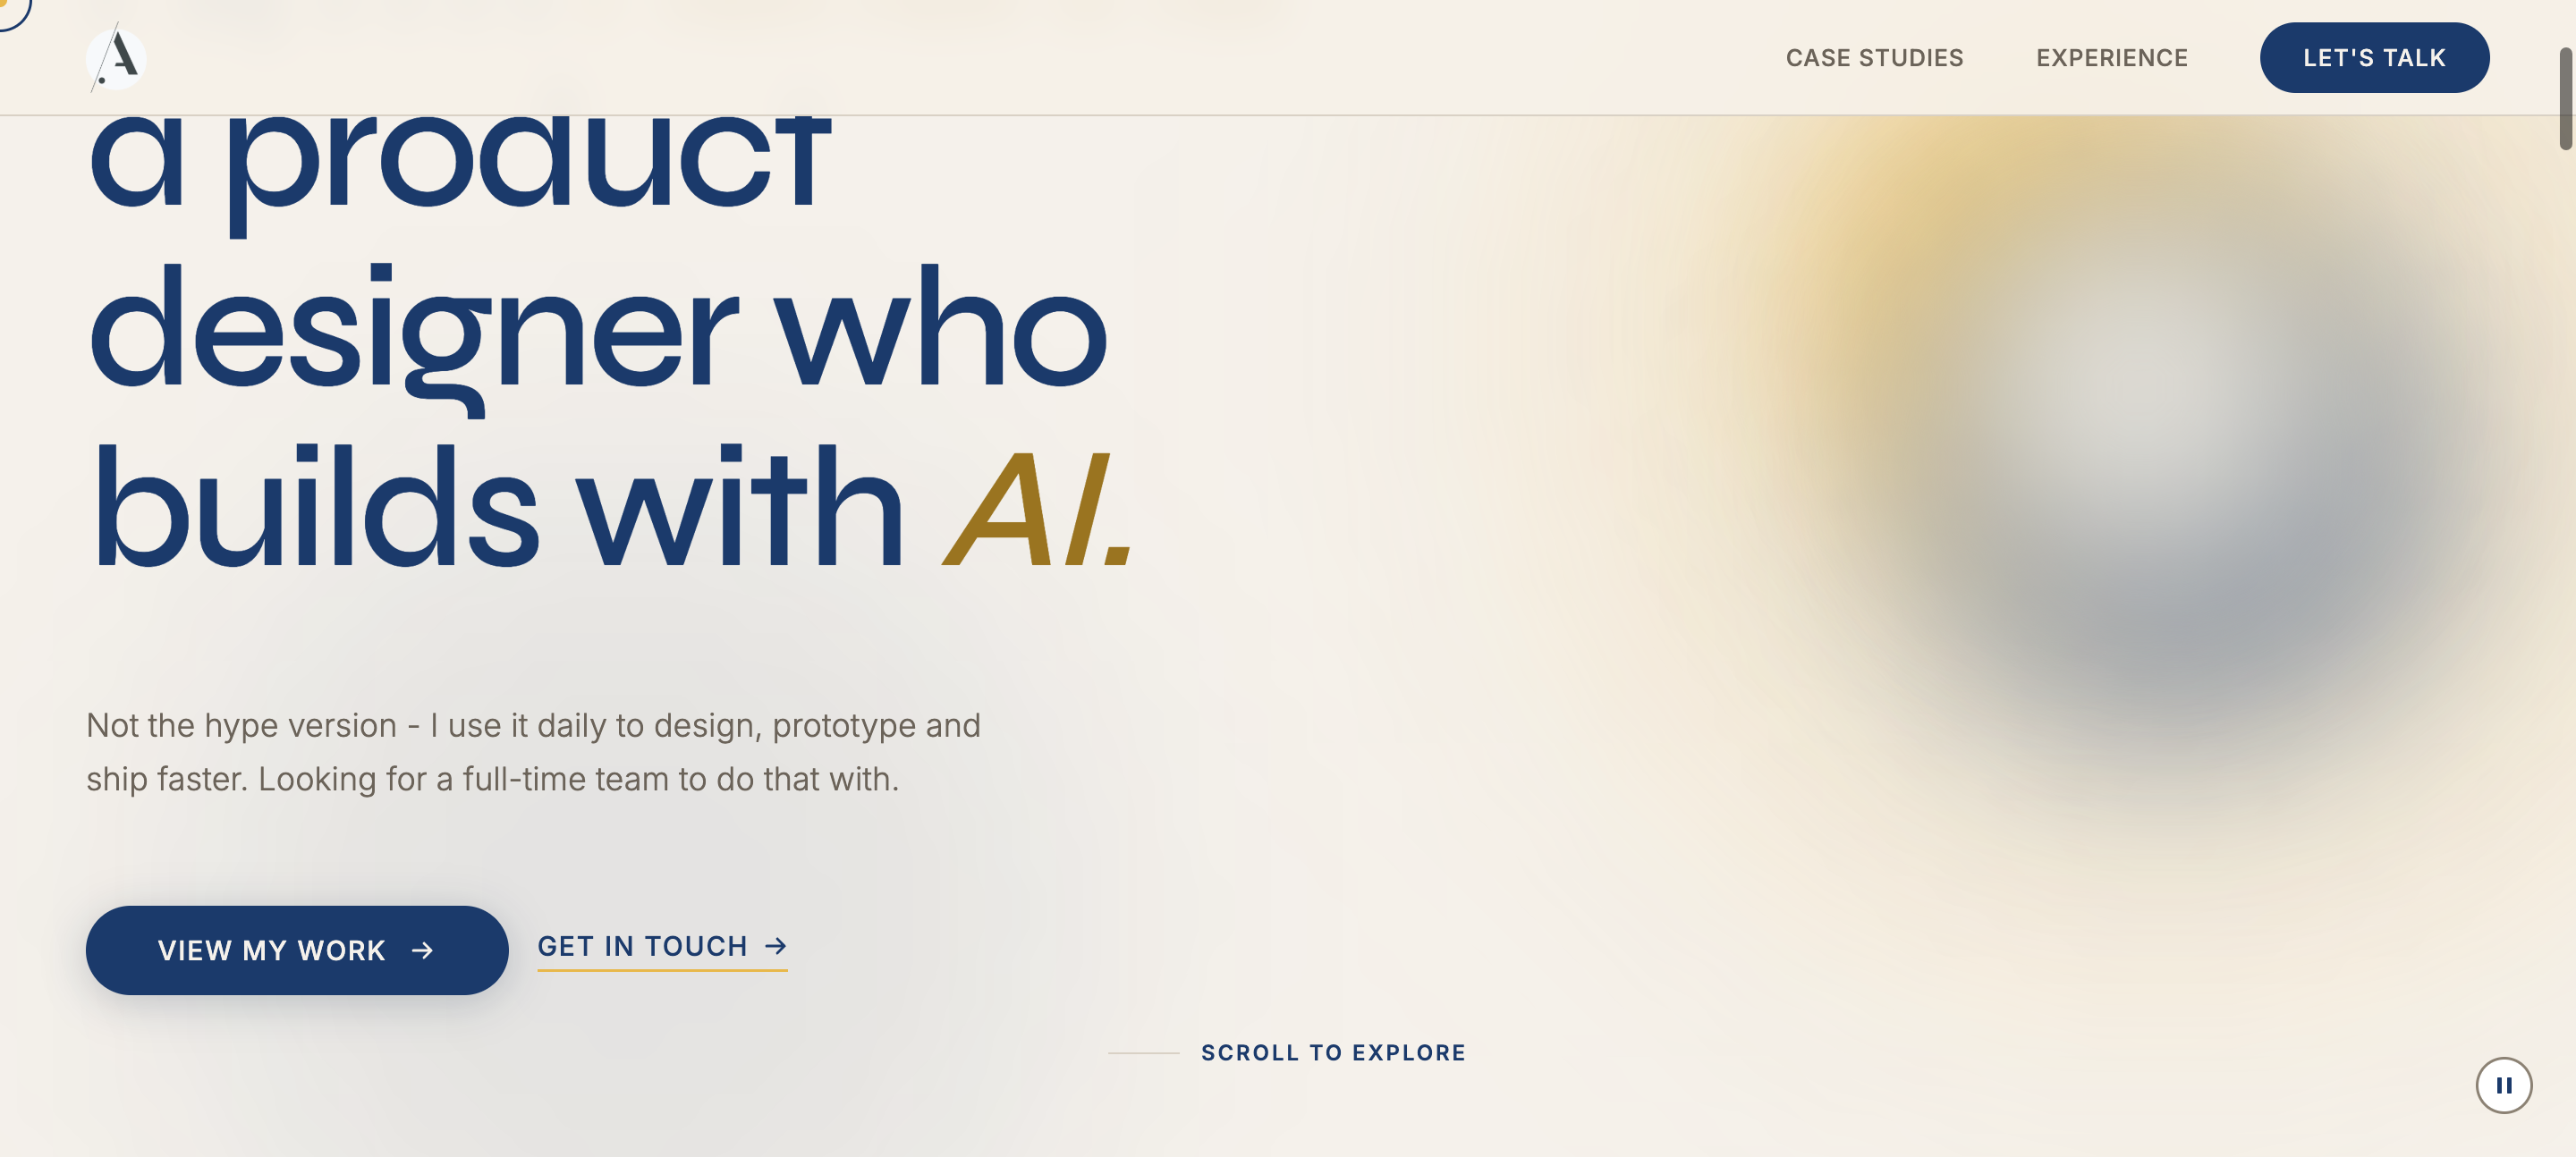 A
CASE STUDIES
EXPERIENCE
LET'S TALK
a product
designer who
builds with AI.
Not the hype version - I use it daily to design, prototype and
ship faster. Looking for a full-time team to do that with.
VIEW MY WORK →
GET IN TOUCH →
SCROLL TO EXPLORE